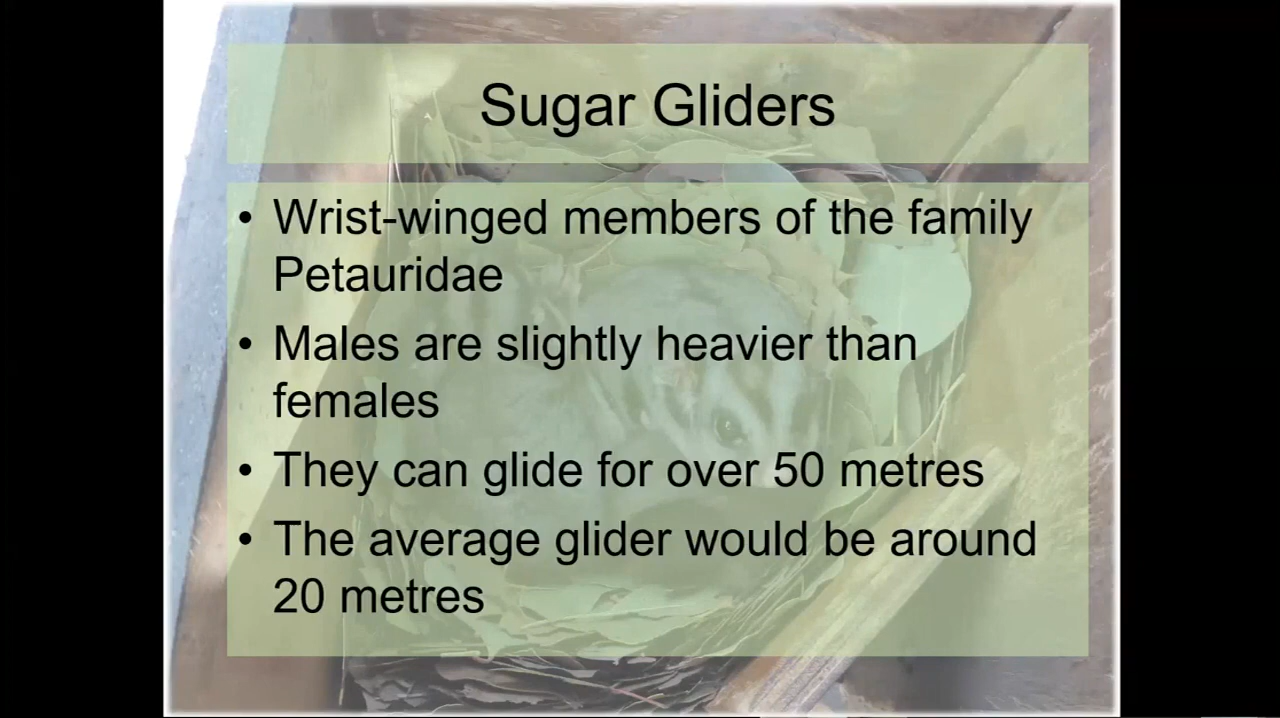 Sugar Gliders
• Wrist-winged members of the family
Petauridae
• Males are slightly heavier than
females
• They can glide for over 50 metres
• The average glider would be around
20 metres